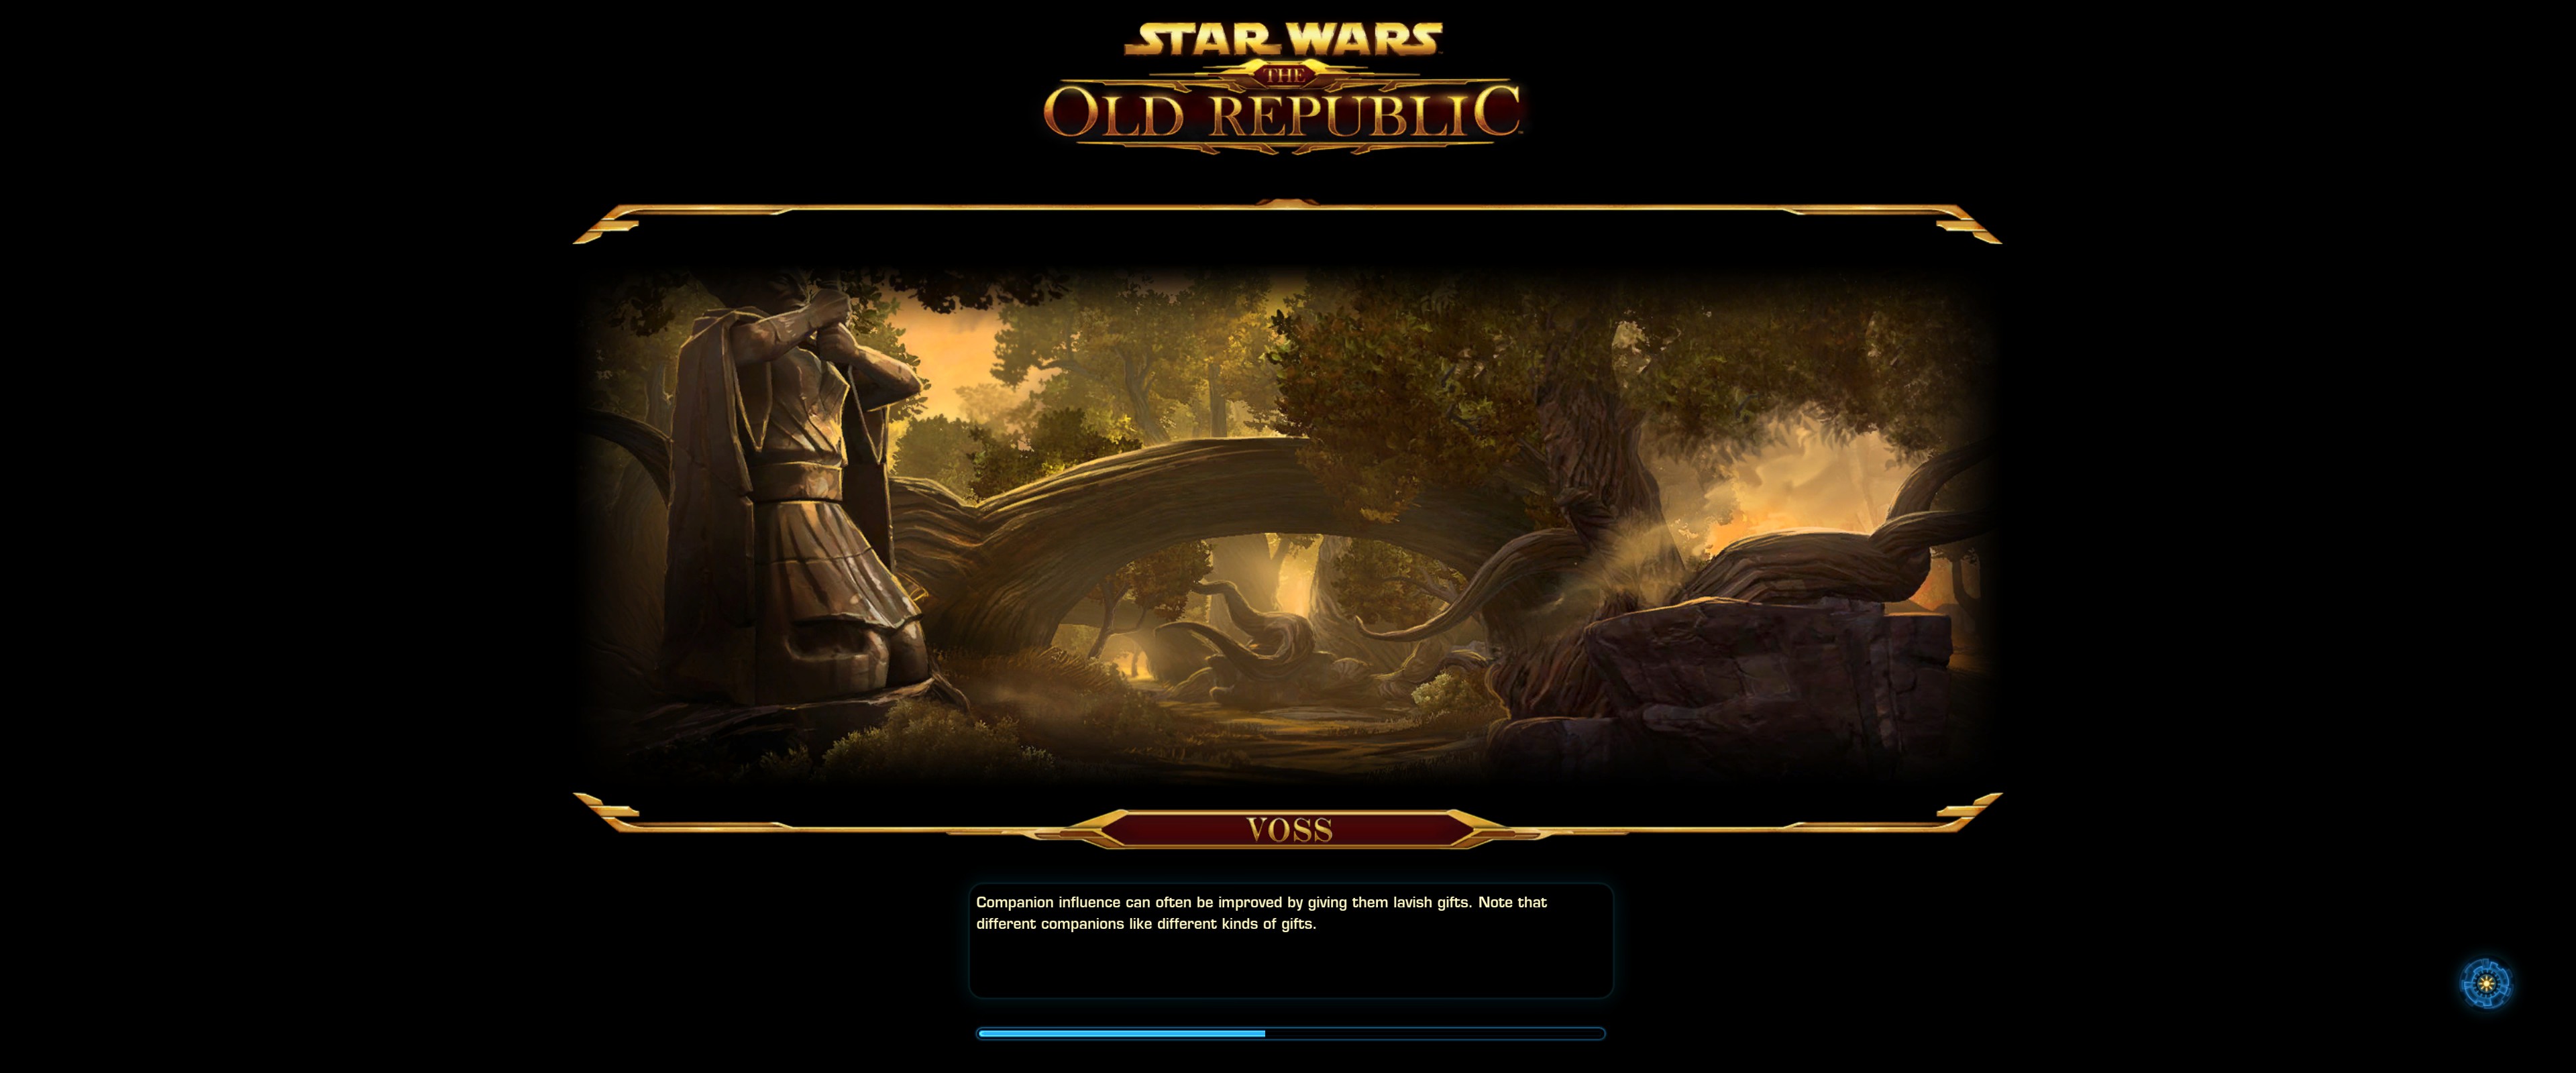 STAR WARS
THE
OLD REPUBLIC
VOSS
Companion influence can often be improved by giving them lavish gifts. Note that
different companions like different kinds of gifts.